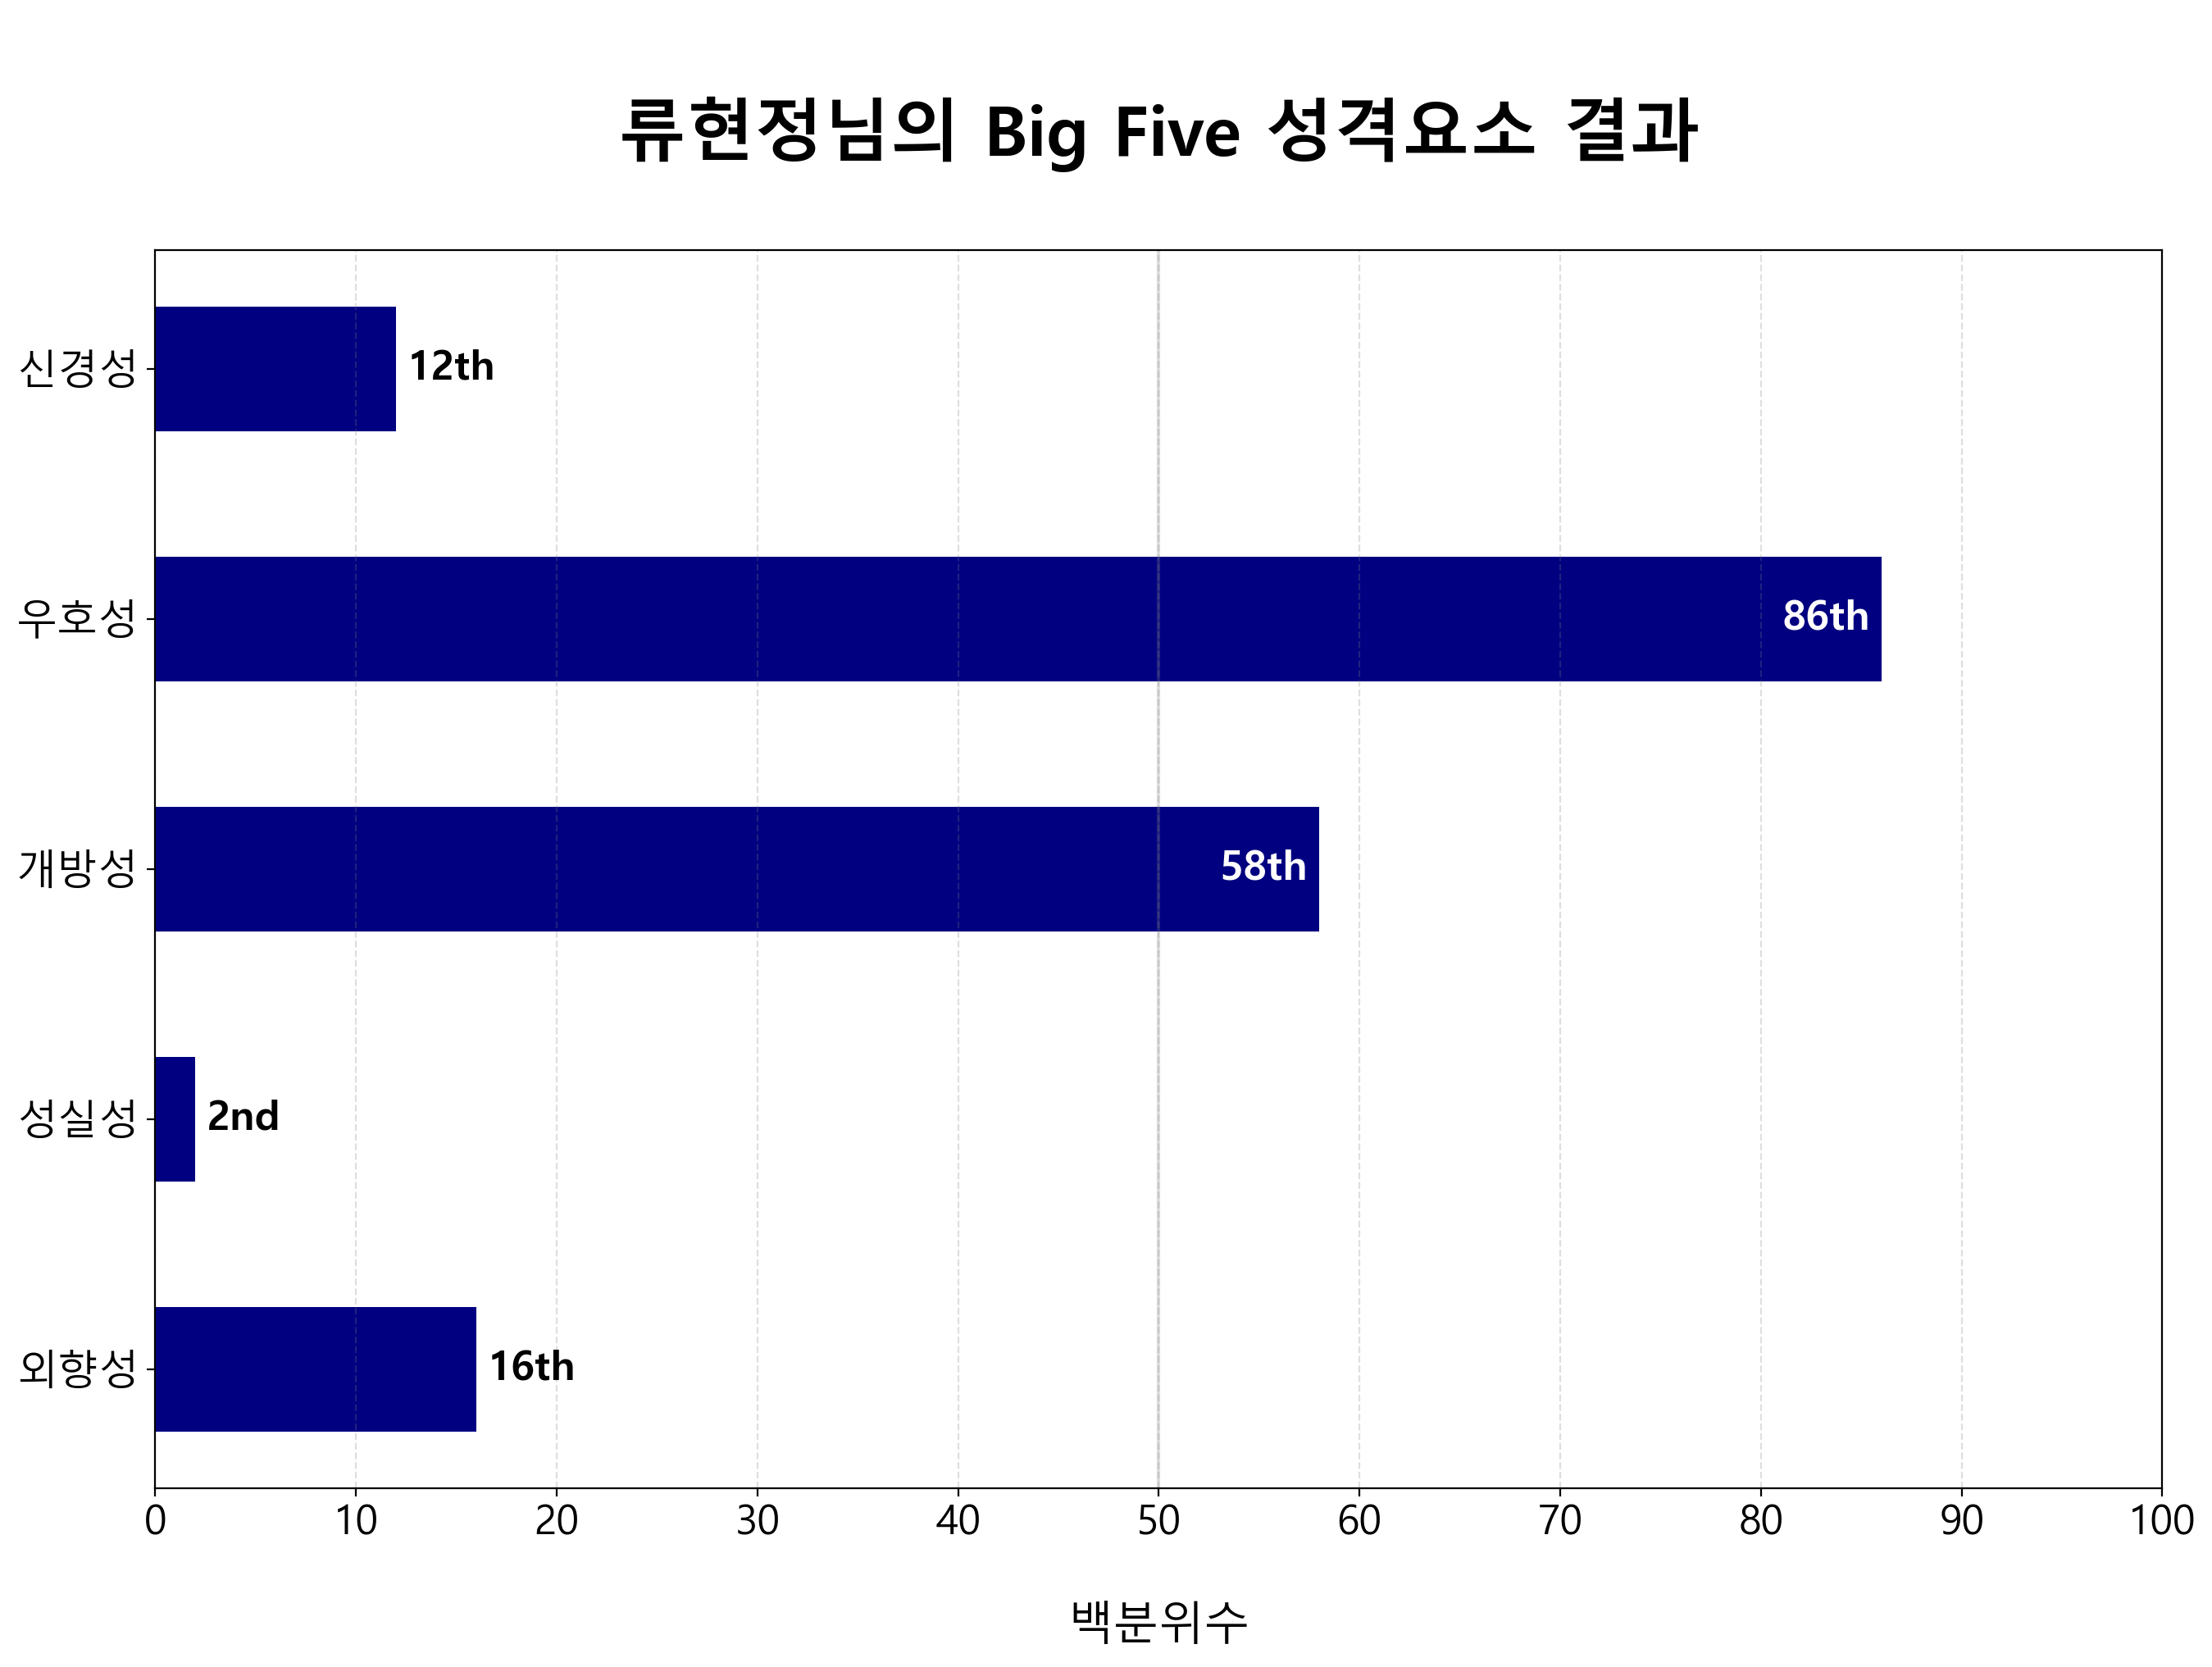 류현정님의 Big Five 성격요소 결과
신경성 12th
우호성 86th
개방성 58th
성실성 2nd
외향성 16th
0 10 20 30 40 50 60 70 80 90 100
백분위수